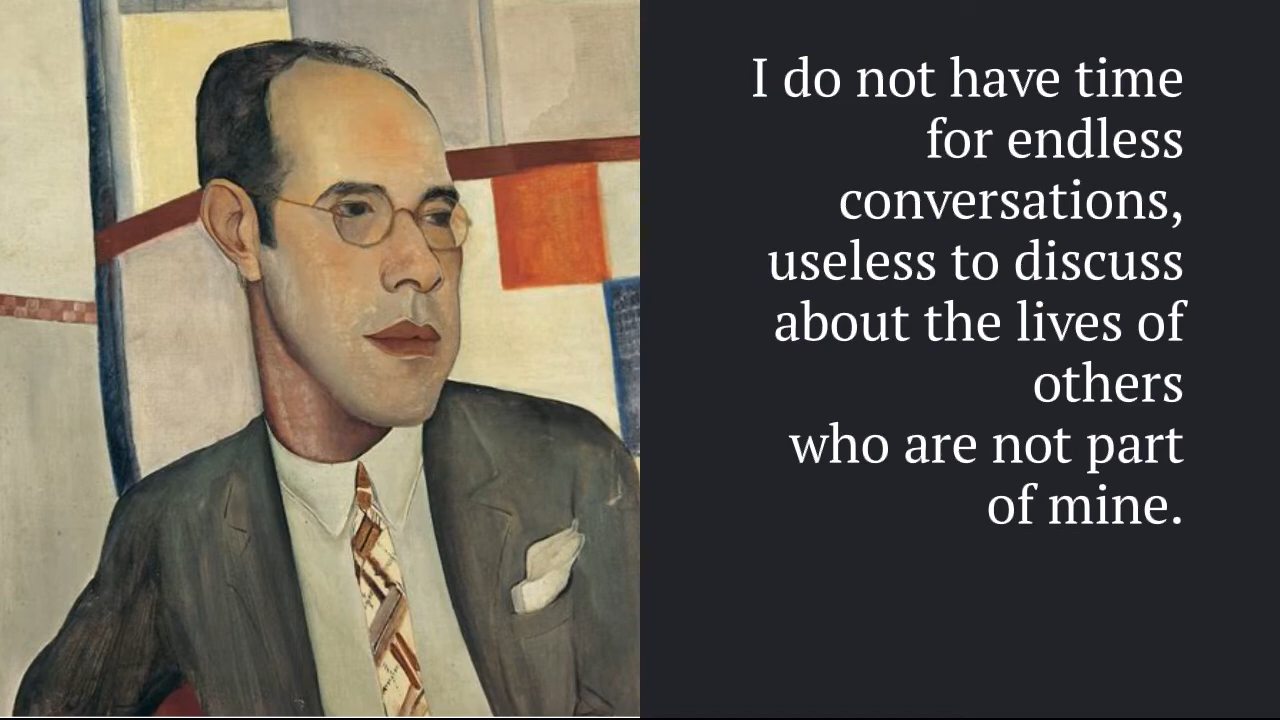 I do not have time
for endless
conversations,
useless to discuss
about the lives of
others
who are not part
of mine.